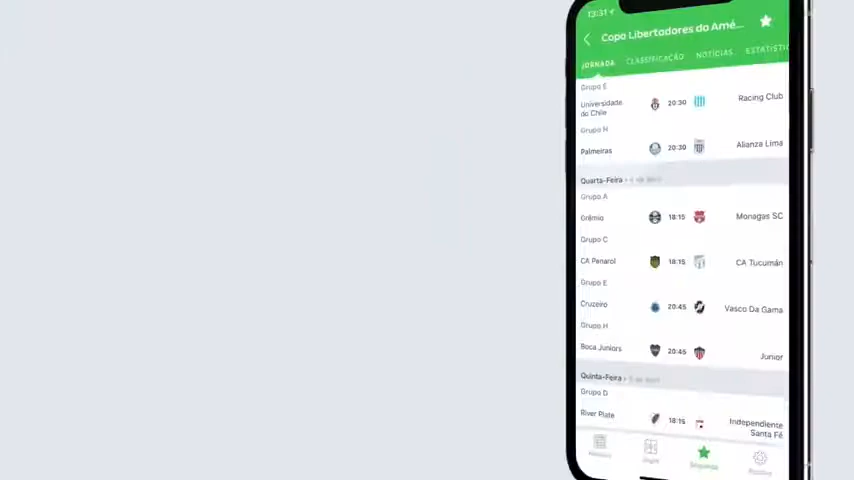 13:31
Copa Libertadores da Amé...
JORNADA CLASSIFICAÇÃO NOTÍCIAS ESTATÍSTIC
Grupo E
Universidade de Chile 20:30 Racing Club
Grupo H
Palmeiras 20:30 Alianza Lima
Quarta-Feira
Grupo A
Grêmio 18:15 Monagas SC
Grupo C
CA Penarol 18:15 CA Tucumán
Grupo E
Cruzeiro 20:45 Vasco Da Gama
Grupo H
Boca Juniors 20:45 Junior
Quinta-Feira
Grupo D
River Plate 18:15 Independiente Santa Fé